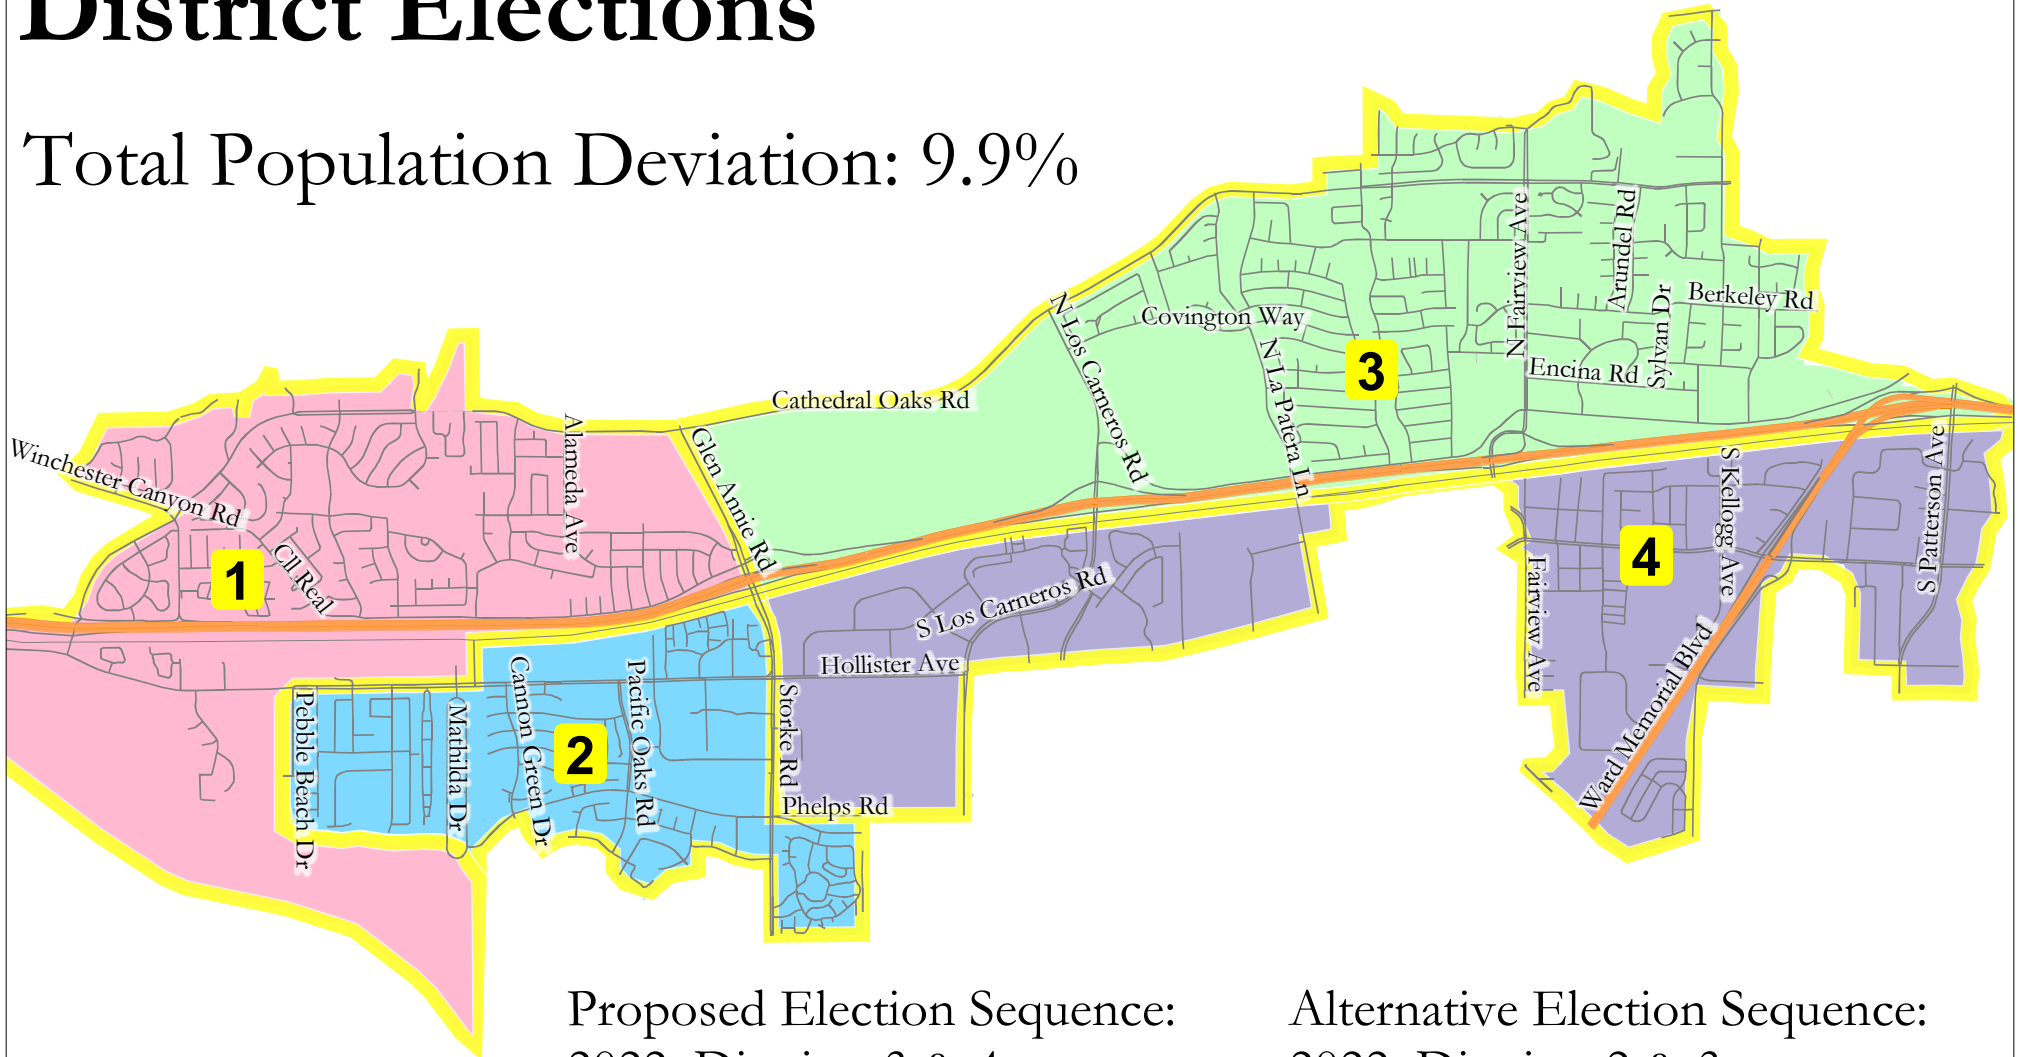 District Elections
Total Population Deviation: 9.9%
N Fairview Ave
Arundel Rd
Sylvan Dr
Berkeley Rd
Covington Way
N Los Carneros Rd
N La Patera Ln
3
Encina Rd
Cathedral Oaks Rd
Winchester Canyon Rd
Alameda Ave
Glen Annie Rd
S Kellogg Ave
S Patterson Ave
1
Cll Real
4
Fairview Ave
S Los Carneros Rd
Hollister Ave
Ward Memorial Blvd
Pebble Beach Dr
Mathilda Dr
Cannon Green Dr
2
Pacific Oaks Rd
Storke Rd
Phelps Rd
Proposed Election Sequence:
Alternative Election Sequence: